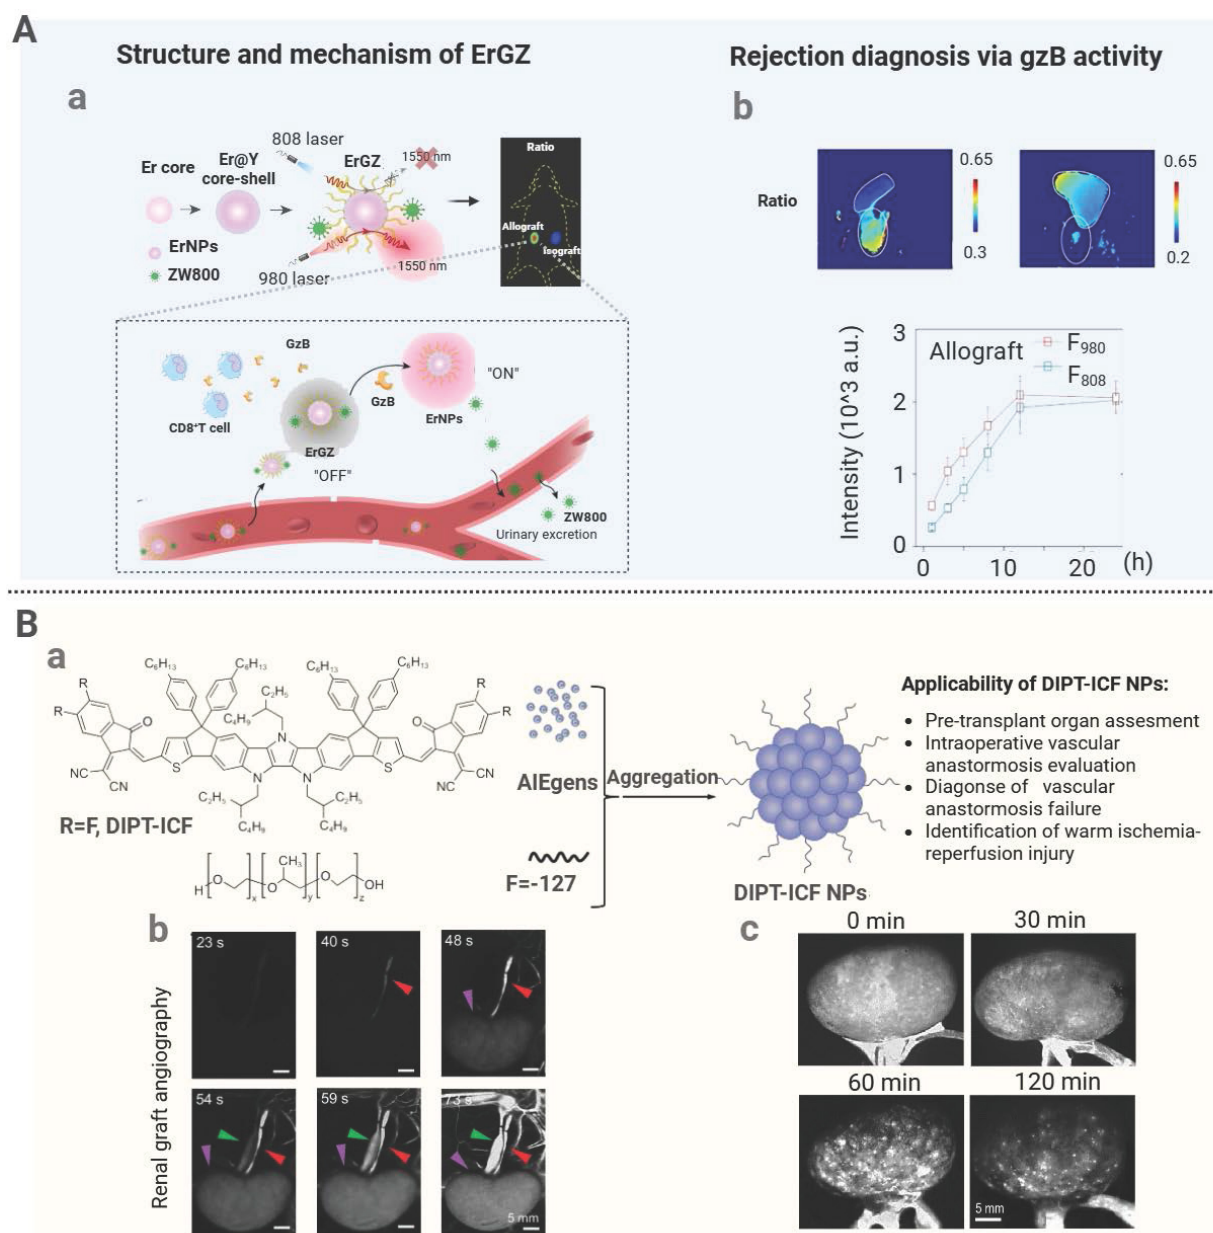 A
Structure and mechanism of ErGZ
Rejection diagnosis via gzB activity
a
808 laser
Er core
Er@Y
core-shell
ErGZ
1550 nm
ErNPs
ZW800
980 laser
1550 nm
Ratio
Allograft
Isograft
GzB
CD8⁺T cell
ErGZ
"OFF"
GzB
ErNPs
"ON"
ZW800
Urinary excretion
b
Ratio
0.65
0.3
0.65
0.2
Intensity (10^3 a.u.)
3
2
1
0
Allograft
F₉₈₀
F₈₀₈
0
10
20
(h)
B
a
C₆H₁₃
C₆H₁₃
C₆H₁₃
C₆H₁₃
R
R
R
R
C₂H₅
C₄H₉
O
O
N
NC
CN
S
N
N
S
NC
CN
C₂H₅
C₄H₉
C₂H₅
C₄H₉
R=F, DIPT-ICF
H
O
x
CH₃
O
y
O
z
OH
AIEgens
F=-127
Aggregation
DIPT-ICF NPs
Applicability of DIPT-ICF NPs:
• Pre-transplant organ assesment
• Intraoperative vascular
anastormosis evaluation
• Diagonse of vascular
anastormosis failure
• Identification of warm ischemia-
reperfusion injury
b
Renal graft angiography
23 s
40 s
48 s
54 s
59 s
73 s
5 mm
c
0 min
30 min
60 min
120 min
5 mm